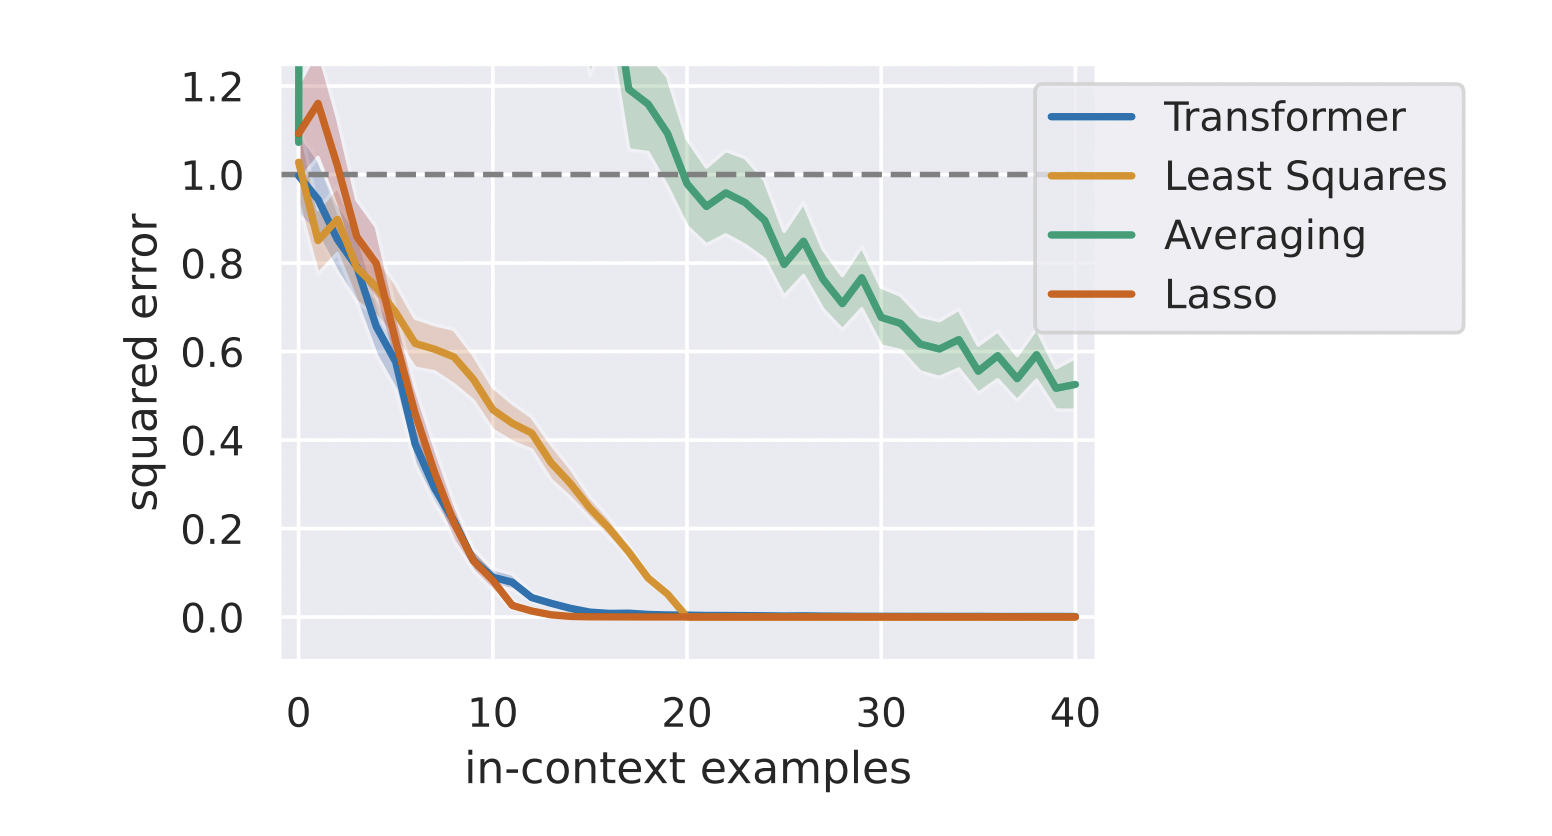 1.2
1.0
0.8
0.6
0.4
0.2
0.0
squared error
0 10 20 30 40
in-context examples
Transformer
Least Squares
Averaging
Lasso